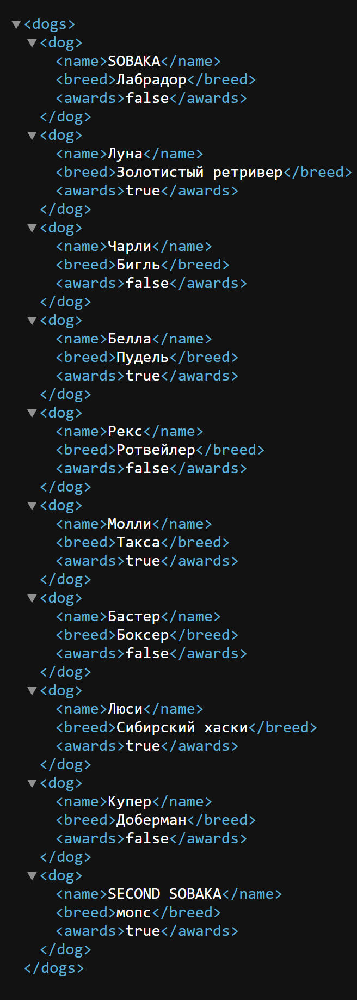 <dogs>
<dog>
<name>SOBAKA</name>
<breed>Лабрадор</breed>
<awards>false</awards>
</dog>
<dog>
<name>Луна</name>
<breed>Золотистый ретривер</breed>
<awards>true</awards>
</dog>
<dog>
<name>Чарли</name>
<breed>Бигль</breed>
<awards>false</awards>
</dog>
<dog>
<name>Белла</name>
<breed>Пудель</breed>
<awards>true</awards>
</dog>
<dog>
<name>Рекс</name>
<breed>Ротвейлер</breed>
<awards>false</awards>
</dog>
<dog>
<name>Молли</name>
<breed>Такса</breed>
<awards>true</awards>
</dog>
<dog>
<name>Бастер</name>
<breed>Боксер</breed>
<awards>false</awards>
</dog>
<dog>
<name>Люси</name>
<breed>Сибирский хаски</breed>
<awards>true</awards>
</dog>
<dog>
<name>Купер</name>
<breed>Доберман</breed>
<awards>false</awards>
</dog>
<dog>
<name>SECOND SOBAKA</name>
<breed>мопс</breed>
<awards>true</awards>
</dog>
</dogs>